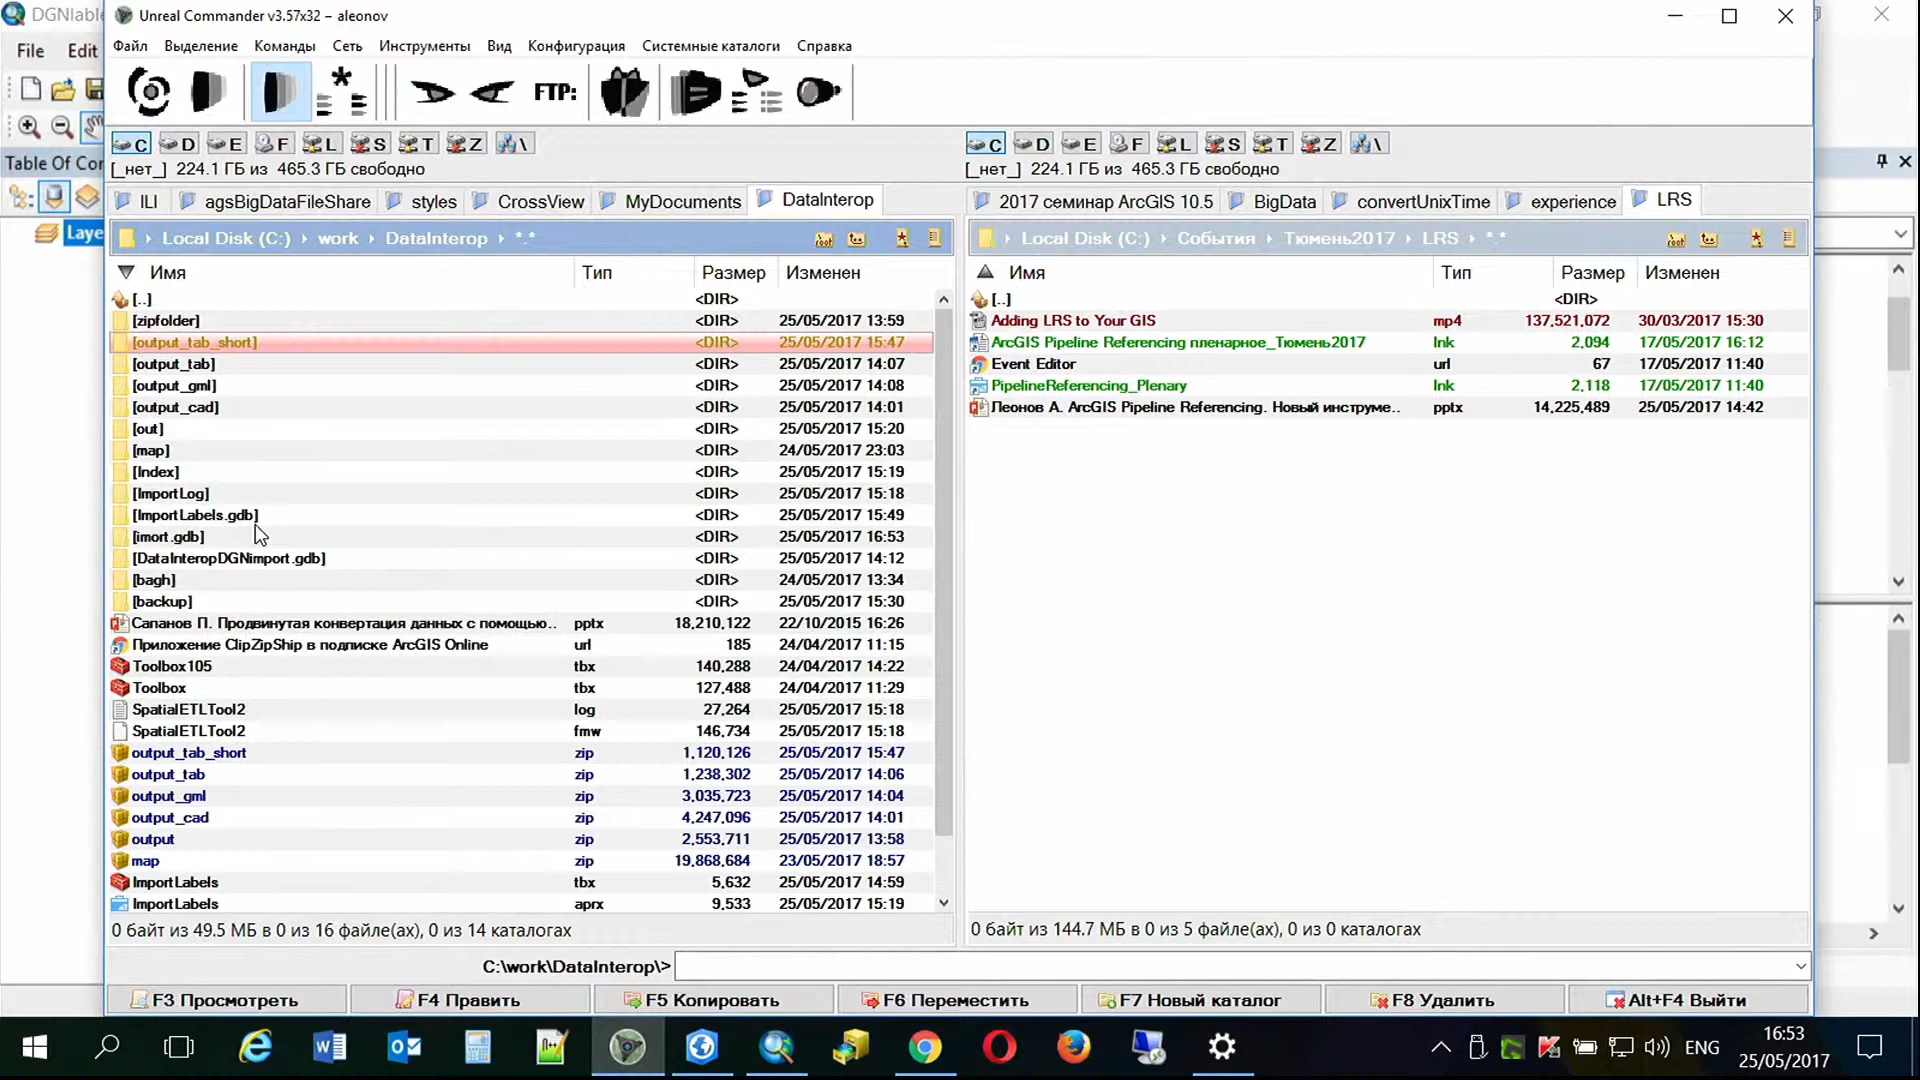 DGNlabe
Unreal Commander v3.57x32 – aleonov
File Edit
Файл Выделение Команды Сеть Инструменты Вид Конфигурация Системные каталоги Справка
FTP:
Table Of Con
C D E F L S T Z \
C D E F L S T Z \
[_нет_] 224.1 ГБ из 465.3 ГБ свободно
[_нет_] 224.1 ГБ из 465.3 ГБ свободно
ILI agsBigDataFileShare styles CrossView MyDocuments DataInterop
2017 семинар ArcGIS 10.5 BigData convertUnixTime experience LRS
Laye
Local Disk (C:) › work › DataInterop › *.*
Local Disk (C:) › События › Тюмень2017 › LRS › *.*
Имя Тип Размер Изменен
[..] <DIR>
[zipfolder] <DIR> 25/05/2017 13:59
[output_tab_short] <DIR> 25/05/2017 15:47
[output_tab] <DIR> 25/05/2017 14:07
[output_gml] <DIR> 25/05/2017 14:08
[output_cad] <DIR> 25/05/2017 14:01
[out] <DIR> 25/05/2017 15:20
[map] <DIR> 24/05/2017 23:03
[Index] <DIR> 25/05/2017 15:19
[ImportLog] <DIR> 25/05/2017 15:18
[ImportLabels.gdb] <DIR> 25/05/2017 15:49
[imort.gdb] <DIR> 25/05/2017 16:53
[DataInteropDGNimport.gdb] <DIR> 25/05/2017 14:12
[bagh] <DIR> 24/05/2017 13:34
[backup] <DIR> 25/05/2017 15:30
Сапанов П. Продвинутая конвертация данных с помощью.. pptx 18,210,122 22/10/2015 16:26
Приложение ClipZipShip в подписке ArcGIS Online url 185 24/04/2017 11:15
Toolbox105 tbx 140,288 24/04/2017 14:22
Toolbox tbx 127,488 24/04/2017 11:29
SpatialETLTool2 log 27,264 25/05/2017 15:18
SpatialETLTool2 fmw 146,734 25/05/2017 15:18
output_tab_short zip 1,120,126 25/05/2017 15:47
output_tab zip 1,238,302 25/05/2017 14:06
output_gml zip 3,035,723 25/05/2017 14:04
output_cad zip 4,247,096 25/05/2017 14:01
output zip 2,553,711 25/05/2017 13:58
map zip 19,868,684 23/05/2017 18:57
ImportLabels tbx 5,632 25/05/2017 14:59
ImportLabels aprx 9,533 25/05/2017 15:19
0 байт из 49.5 МБ в 0 из 16 файле(ах), 0 из 14 каталогах
Имя Тип Размер Изменен
[..] <DIR>
Adding LRS to Your GIS mp4 137,521,072 30/03/2017 15:30
ArcGIS Pipeline Referencing пленарное_Тюмень2017 lnk 2,094 17/05/2017 16:12
Event Editor url 67 17/05/2017 11:40
PipelineReferencing_Plenary lnk 2,118 17/05/2017 11:40
Леонов А. ArcGIS Pipeline Referencing. Новый инструме.. pptx 14,225,489 25/05/2017 14:42
0 байт из 144.7 МБ в 0 из 5 файле(ах), 0 из 0 каталогах
C:\work\DataInterop\>
F3 Просмотреть F4 Править F5 Копировать F6 Переместить F7 Новый каталог F8 Удалить Alt+F4 Выйти
ENG
16:53
25/05/2017